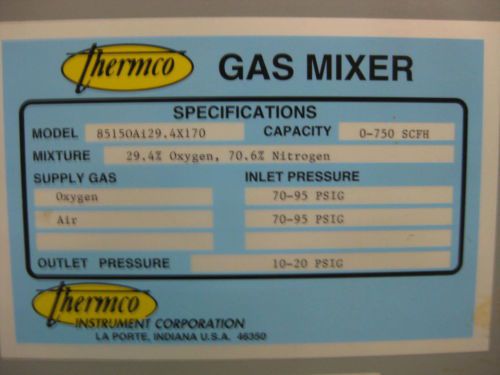 Thermco GAS MIXER
SPECIFICATIONS
MODEL 85150Ai29.4X170 CAPACITY 0-750 SCFH
MIXTURE 29.4% Oxygen, 70.6% Nitrogen
SUPPLY GAS INLET PRESSURE
Oxygen 70-95 PSIG
Air 70-95 PSIG
OUTLET PRESSURE 10-20 PSIG
Thermco
INSTRUMENT CORPORATION
LA PORTE, INDIANA U.S.A. 46350